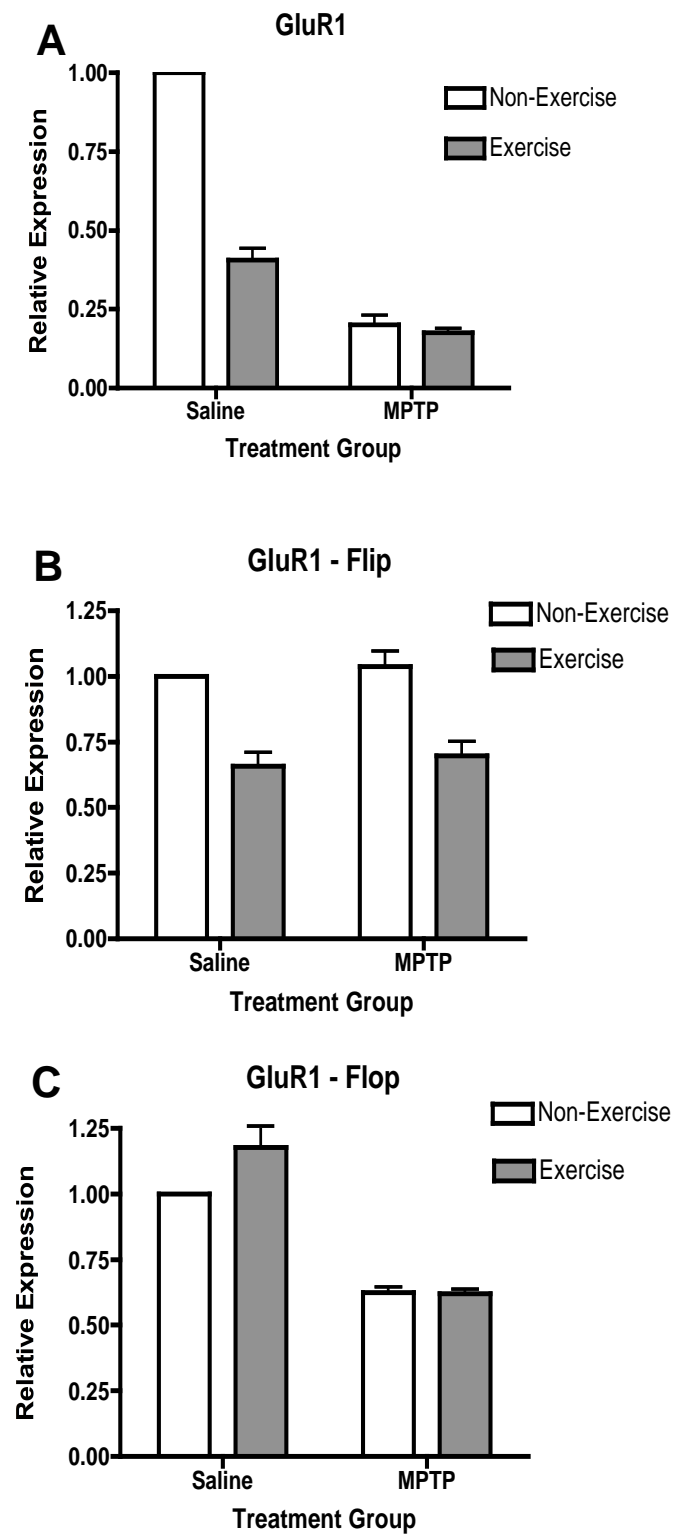 A
GluR1
1.00
0.75
0.50
0.25
0.00
Relative Expression
Non-Exercise
Exercise
Saline MPTP
Treatment Group
B
GluR1 - Flip
1.25
1.00
0.75
0.50
0.25
0.00
Relative Expression
Non-Exercise
Exercise
Saline MPTP
Treatment Group
C
GluR1 - Flop
1.25
1.00
0.75
0.50
0.25
0.00
Relative Expression
Non-Exercise
Exercise
Saline MPTP
Treatment Group